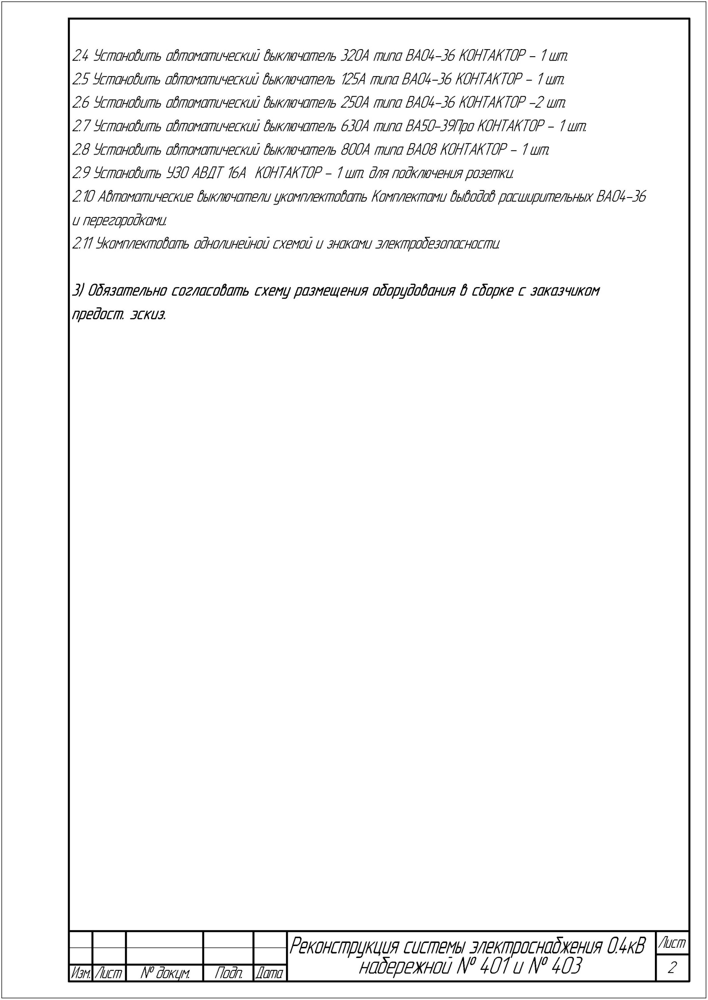 2.4 Установить автоматический выключатель 320А типа ВА04-36 КОНТАКТОР - 1 шт.
2.5 Установить автоматический выключатель 125А типа ВА04-36 КОНТАКТОР - 1 шт.
2.6 Установить автоматический выключатель 250А типа ВА04-36 КОНТАКТОР -2 шт.
2.7 Установить автоматический выключатель 630А типа ВА50-39Про КОНТАКТОР - 1 шт.
2.8 Установить автоматический выключатель 800А типа ВА08 КОНТАКТОР - 1 шт.
2.9 Установить УЗО АВДТ 16А КОНТАКТОР - 1 шт. для подключения розетки.
2.10 Автоматические выключатели укомплектовать Комплектами выводов расширительных ВА04-36
и перегородками.
2.11 Укомплектовать однолинейной схемой и знаками электробезопасности.
3) Обязательно согласовать схему размещения оборудования в сборке с заказчиком
предост. эскиз.
Реконструкция системы электроснабжения 0.4кВ
набережной № 401 и № 403
Лист
2
Изм. Лист № докум. Подп. Дата